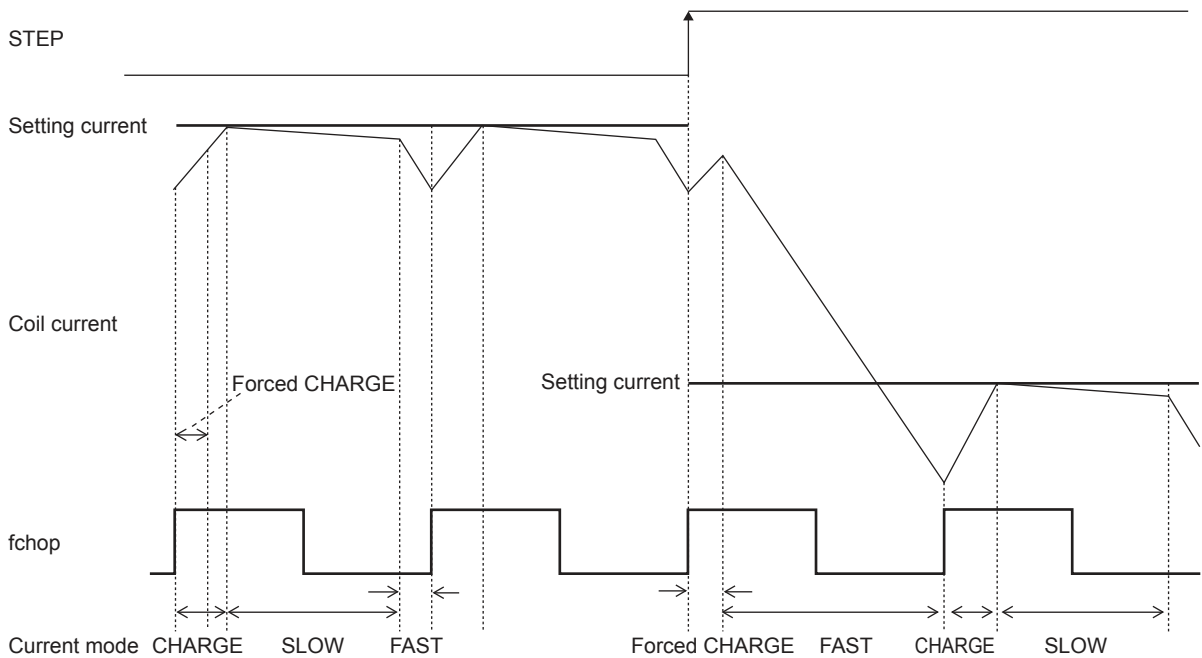 STEP
Setting current
Coil current
Forced CHARGE
Setting current
fchop
Current mode CHARGE SLOW FAST Forced CHARGE FAST CHARGE SLOW